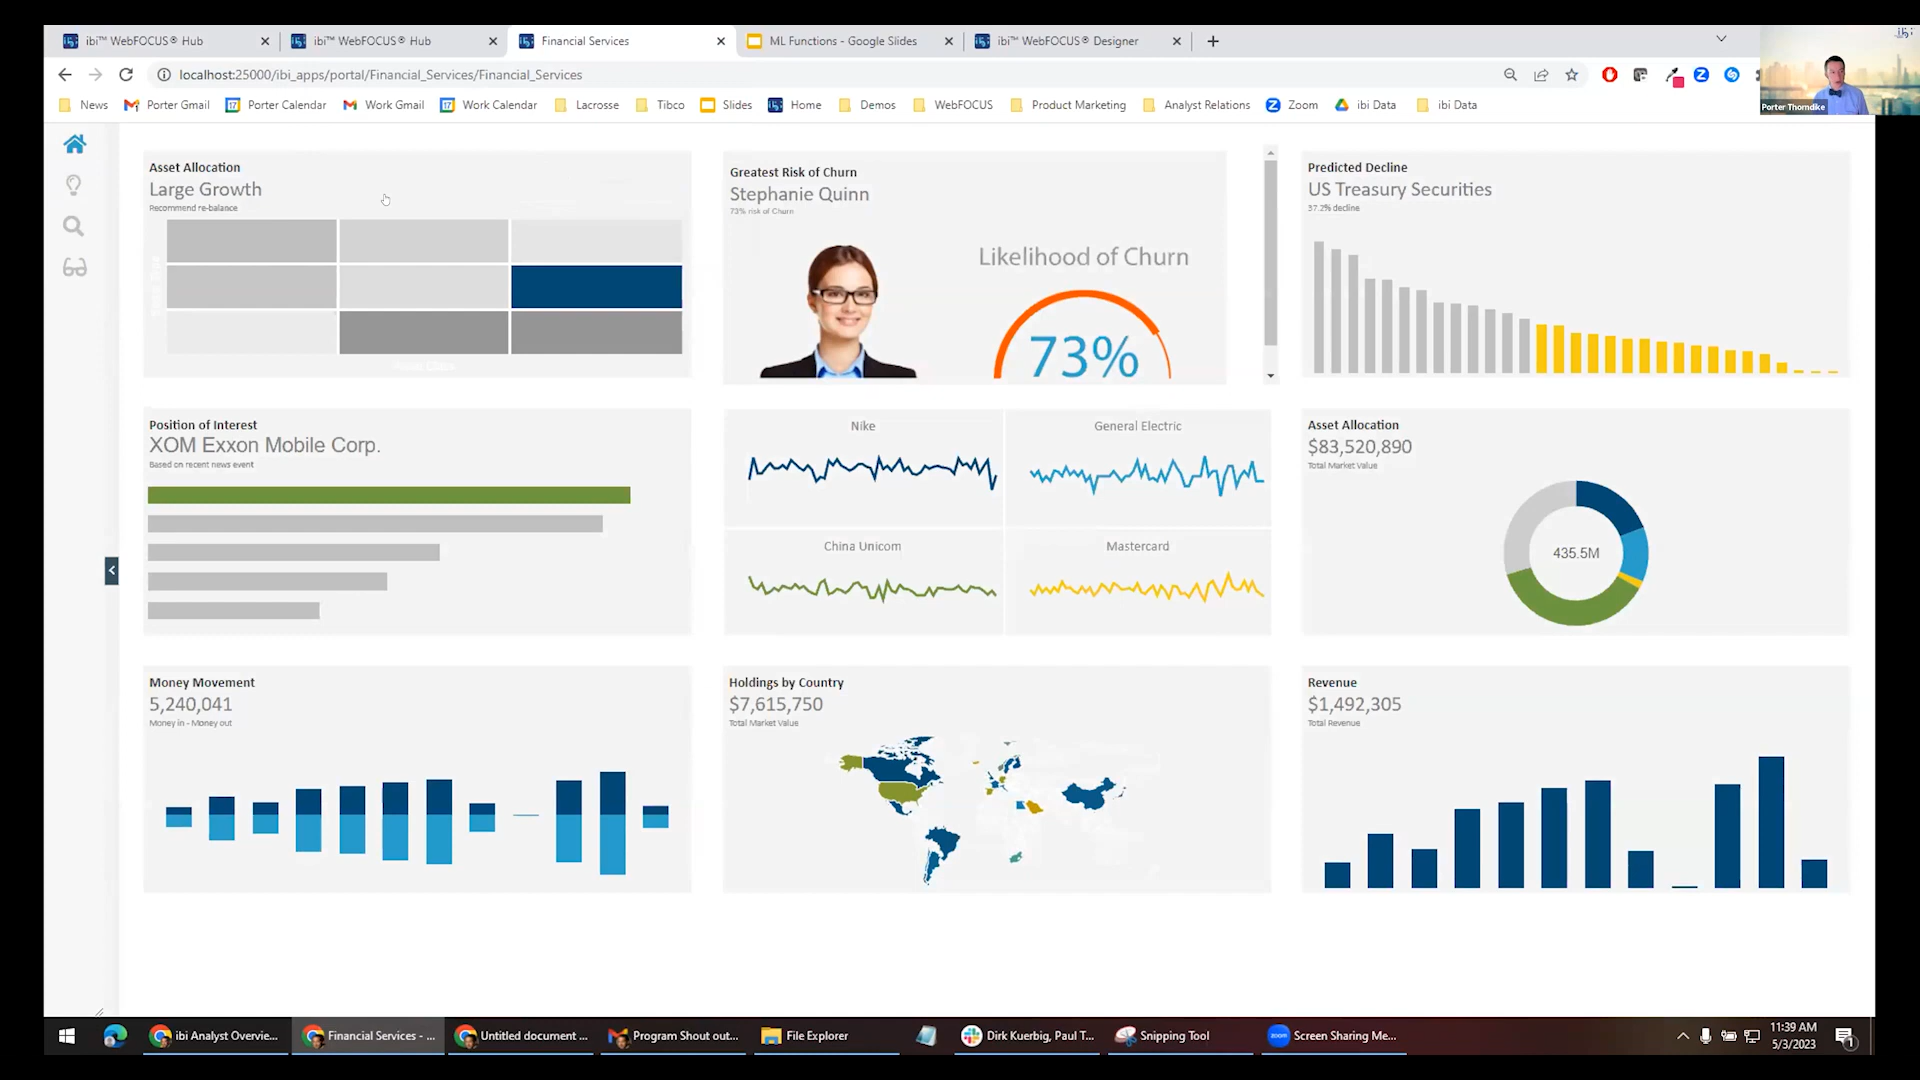 ibi™ WebFOCUS® Hub
ibi™ WebFOCUS® Hub
Financial Services
ML Functions - Google Slides
ibi™ WebFOCUS® Designer
localhost:25000/ibi_apps/portal/Financial_Services/Financial_Services
News
Porter Gmail
Porter Calendar
Work Gmail
Work Calendar
Lacrosse
Tibco
Slides
Home
Demos
WebFOCUS
Product Marketing
Analyst Relations
Zoom
ibi Data
ibi Data
Porter Thorndike
Asset Allocation
Large Growth
Recommend re-balance
Greatest Risk of Churn
Stephanie Quinn
73% risk of Churn
Likelihood of Churn
73%
Predicted Decline
US Treasury Securities
37.2% decline
Position of Interest
XOM Exxon Mobile Corp.
Based on recent news event
Nike
General Electric
China Unicom
Mastercard
Asset Allocation
$83,520,890
Total Market Value
435.5M
Money Movement
5,240,041
Money in - Money out
Holdings by Country
$7,615,750
Total Market Value
Revenue
$1,492,305
Total Revenue
ibi Analyst Overvie...
Financial Services - ...
Untitled document ...
Program Shout out...
File Explorer
Dirk Kuerbig, Paul T...
Snipping Tool
zoom
Screen Sharing Me...
11:39 AM
5/3/2023
1